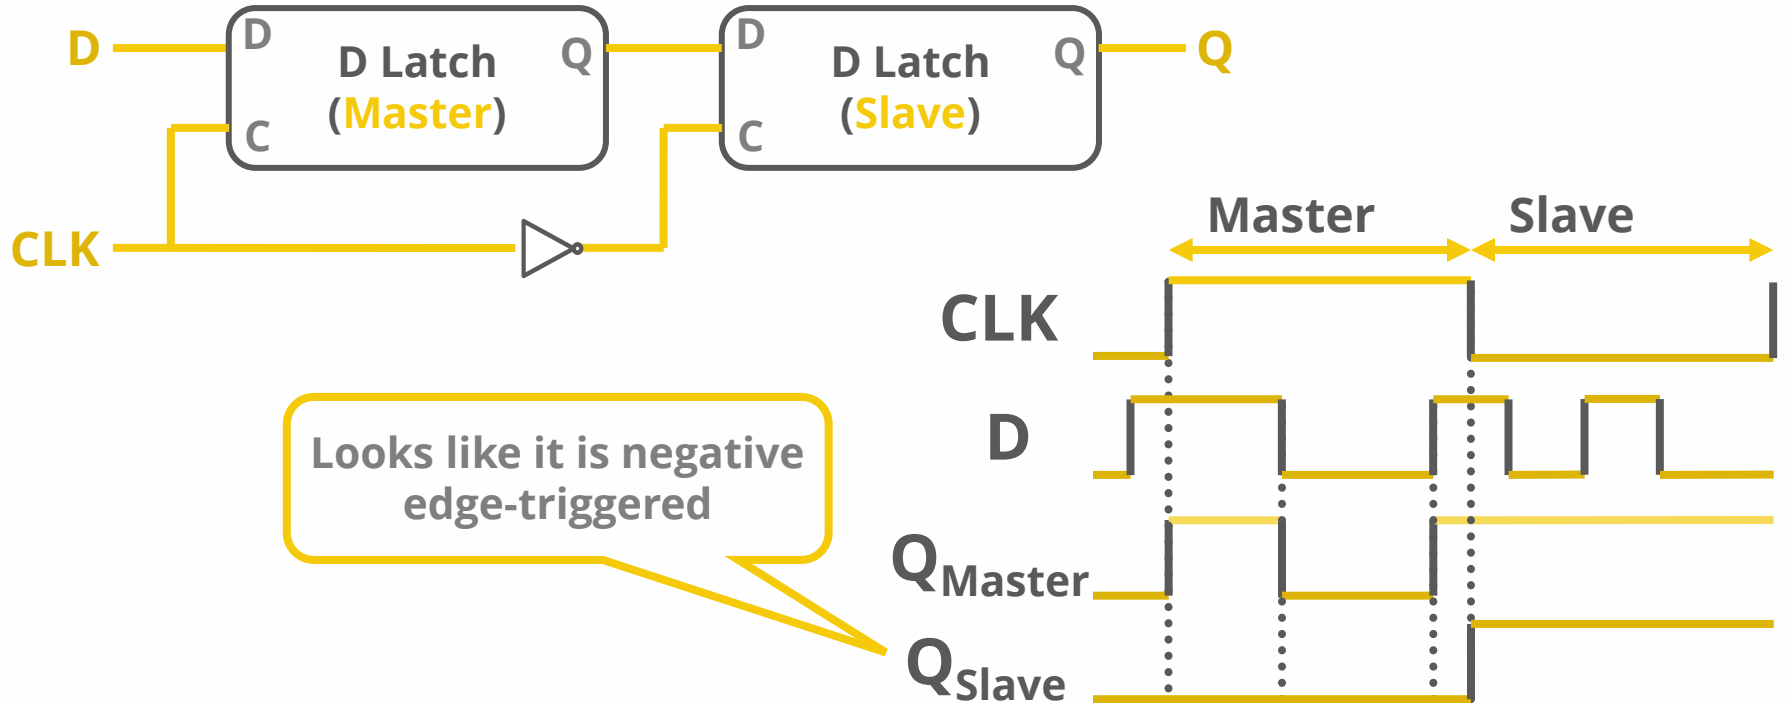 D
D
D Latch
(Master)
Q
C
D
D Latch
(Slave)
Q
C
Q
CLK
Master
Slave
CLK
D
Looks like it is negative
edge-triggered
QMaster
QSlave